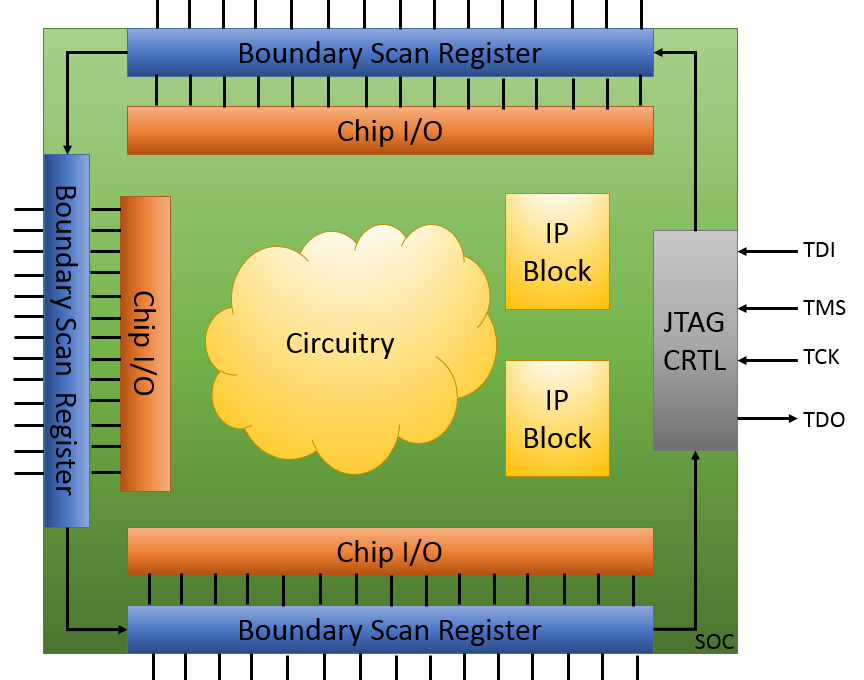 Boundary Scan Register
Chip I/O
Boundary Scan Register
Chip I/O
Circuitry
IP
Block
IP
Block
JTAG
CRTL
TDI
TMS
TCK
TDO
Chip I/O
Boundary Scan Register
SOC